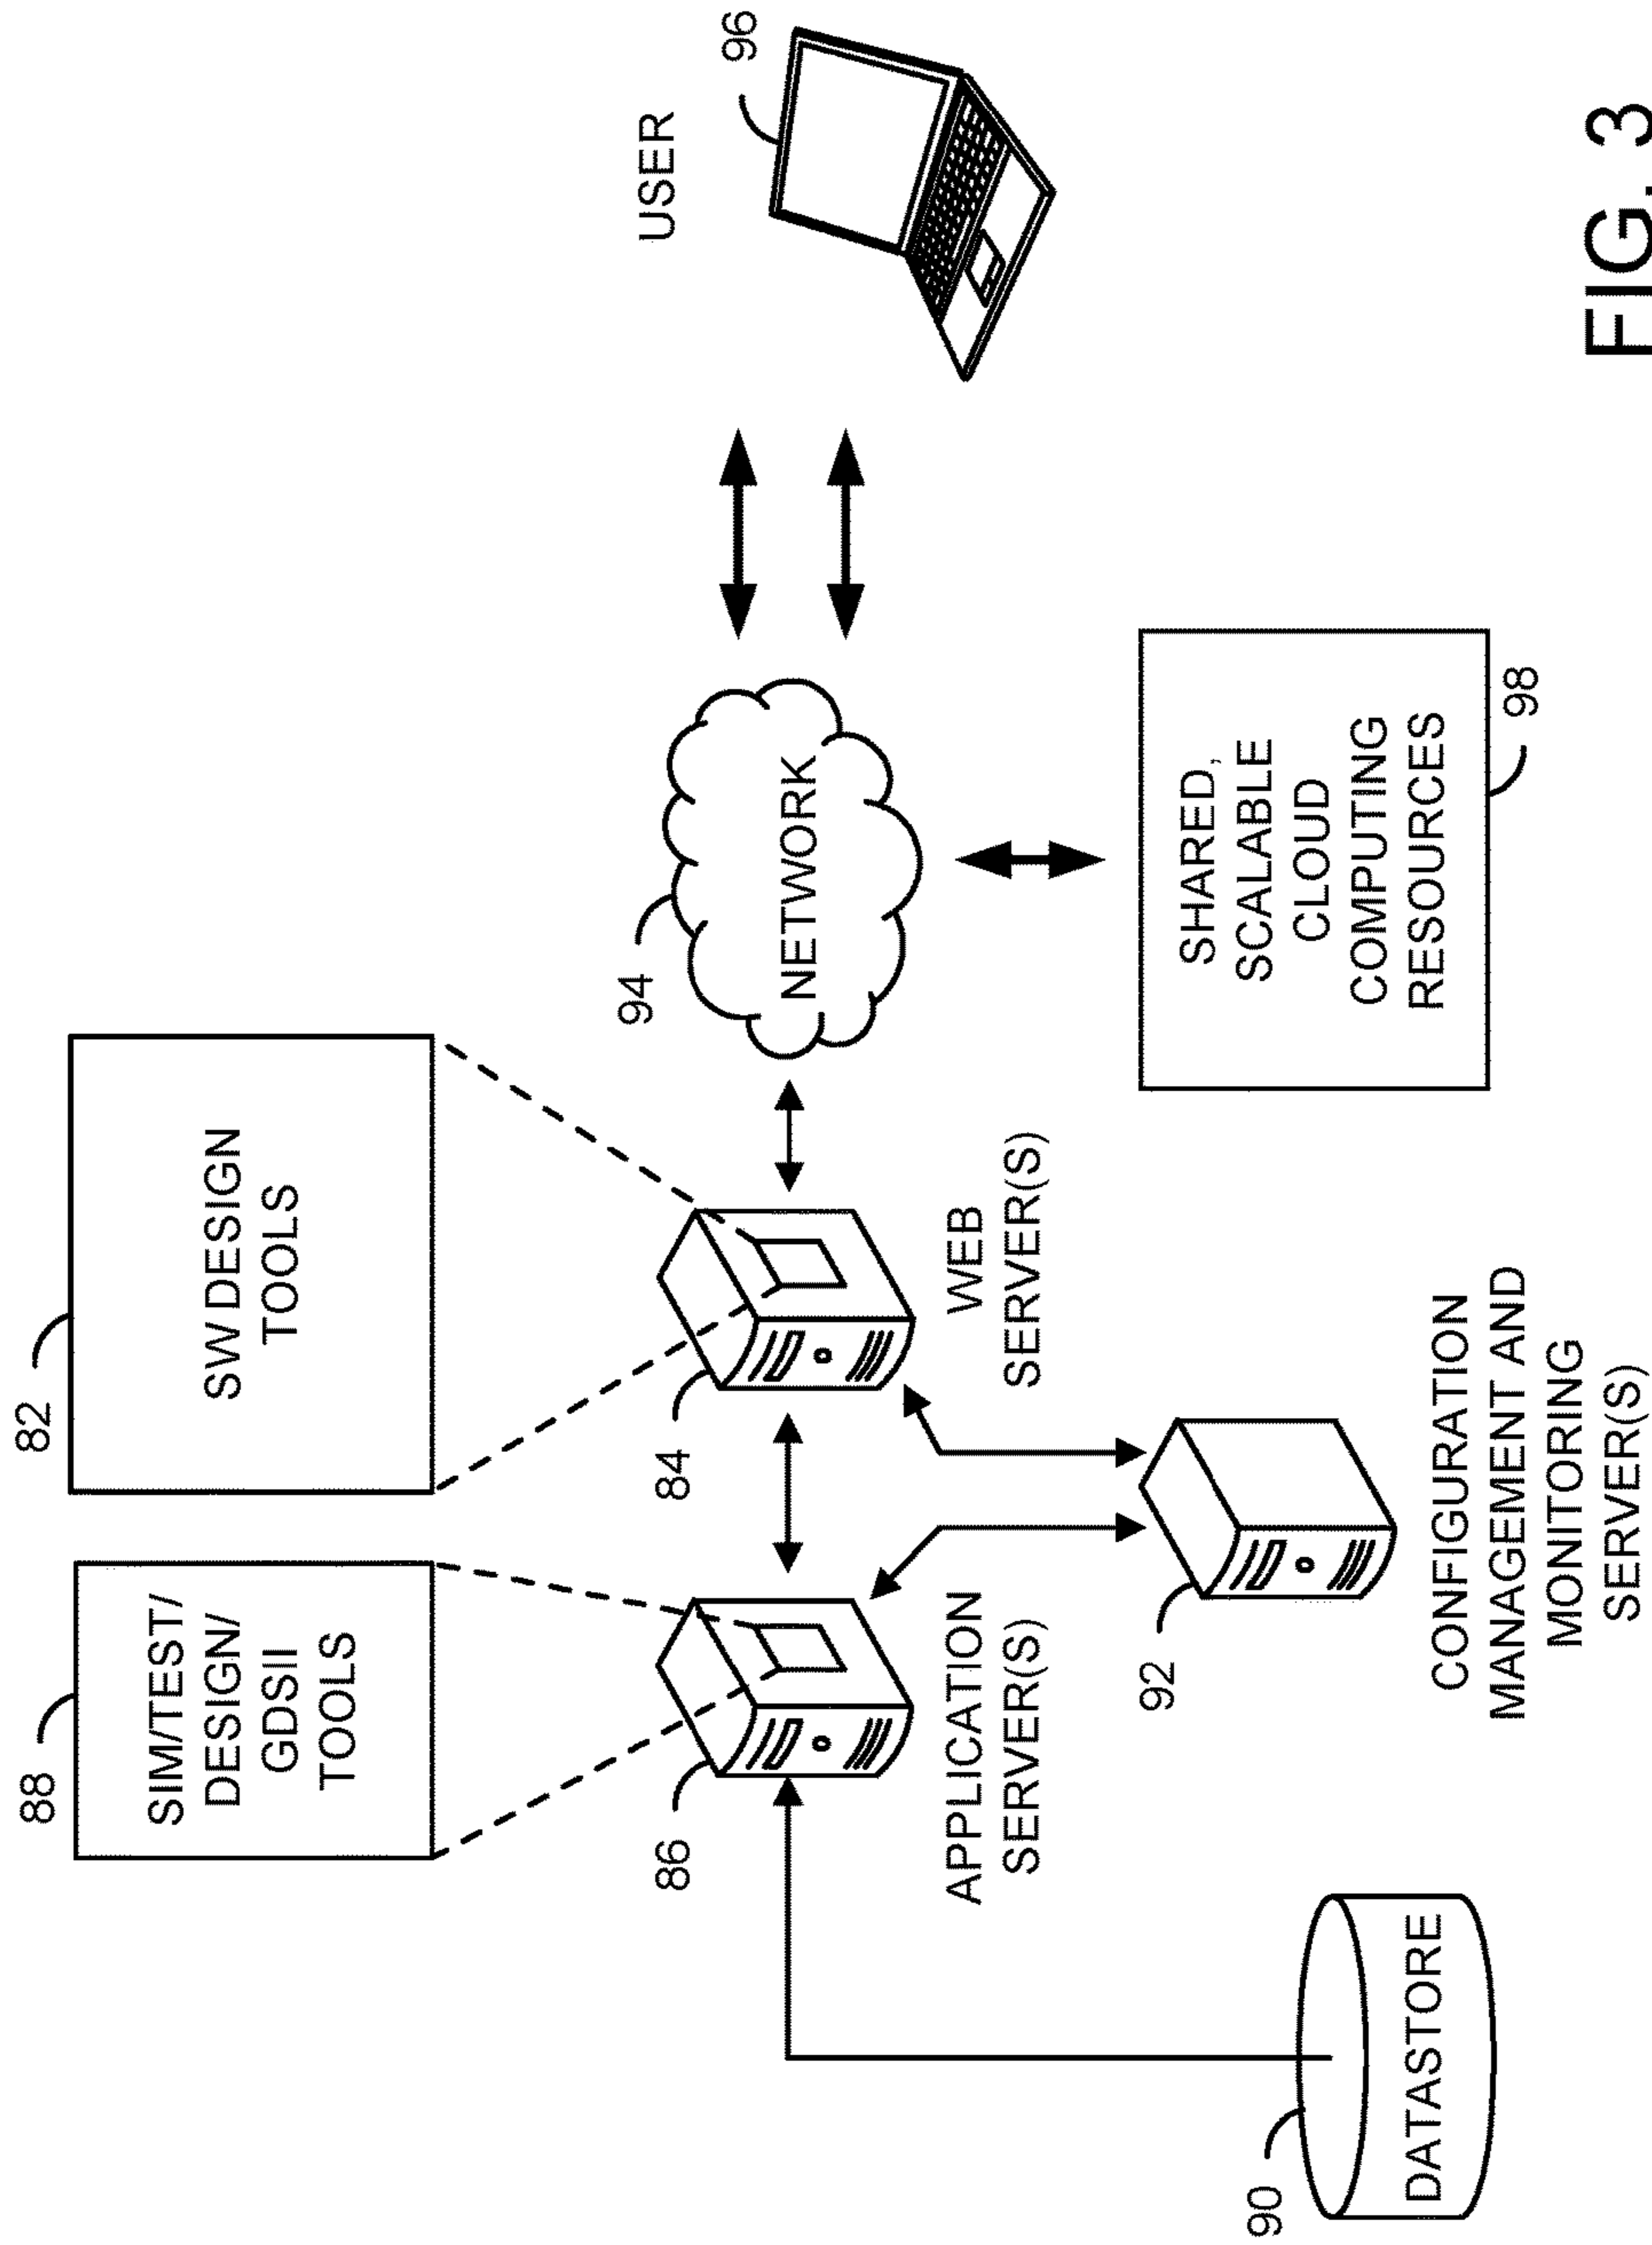 88
SIM/TEST/
DESIGN/
GDSII
TOOLS
82
SW DESIGN
TOOLS
86
APPLICATION
SERVER(S)
84
WEB
SERVER(S)
94
NETWORK
USER
96
90
DATASTORE
92
CONFIGURATION
MANAGEMENT AND
MONITORING
SERVER(S)
SHARED,
SCALABLE
CLOUD
COMPUTING
RESOURCES
98
FIG. 3